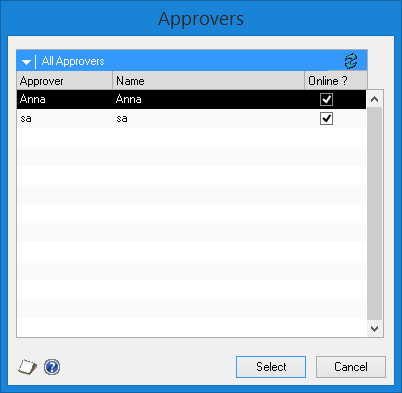 Approvers
All Approvers
Approver Name Online ?
Anna Anna
sa sa
Select Cancel